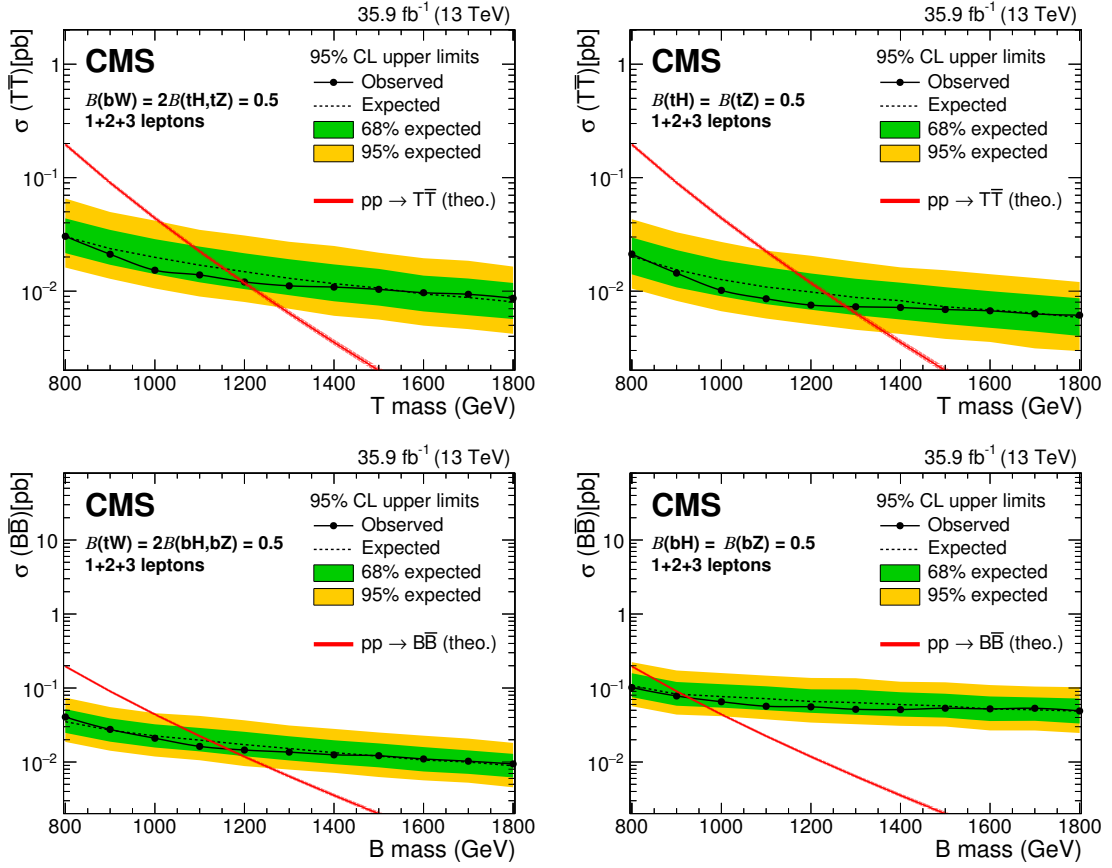 35.9 fb⁻¹ (13 TeV)
σ (TT̅)[pb]
1
10⁻¹
10⁻²
CMS
ℬ(bW) = 2ℬ(tH,tZ) = 0.5
1+2+3 leptons
95% CL upper limits
Observed
Expected
68% expected
95% expected
pp → TT̅ (theo.)
800 1000 1200 1400 1600 1800
T mass (GeV)
35.9 fb⁻¹ (13 TeV)
σ (TT̅)[pb]
1
10⁻¹
10⁻²
CMS
ℬ(tH) = ℬ(tZ) = 0.5
1+2+3 leptons
95% CL upper limits
Observed
Expected
68% expected
95% expected
pp → TT̅ (theo.)
800 1000 1200 1400 1600 1800
T mass (GeV)
35.9 fb⁻¹ (13 TeV)
σ (BB̅)[pb]
10
1
10⁻¹
10⁻²
CMS
ℬ(tW) = 2ℬ(bH,bZ) = 0.5
1+2+3 leptons
95% CL upper limits
Observed
Expected
68% expected
95% expected
pp → BB̅ (theo.)
800 1000 1200 1400 1600 1800
B mass (GeV)
35.9 fb⁻¹ (13 TeV)
σ (BB̅)[pb]
10
1
10⁻¹
10⁻²
CMS
ℬ(bH) = ℬ(bZ) = 0.5
1+2+3 leptons
95% CL upper limits
Observed
Expected
68% expected
95% expected
pp → BB̅ (theo.)
800 1000 1200 1400 1600 1800
B mass (GeV)